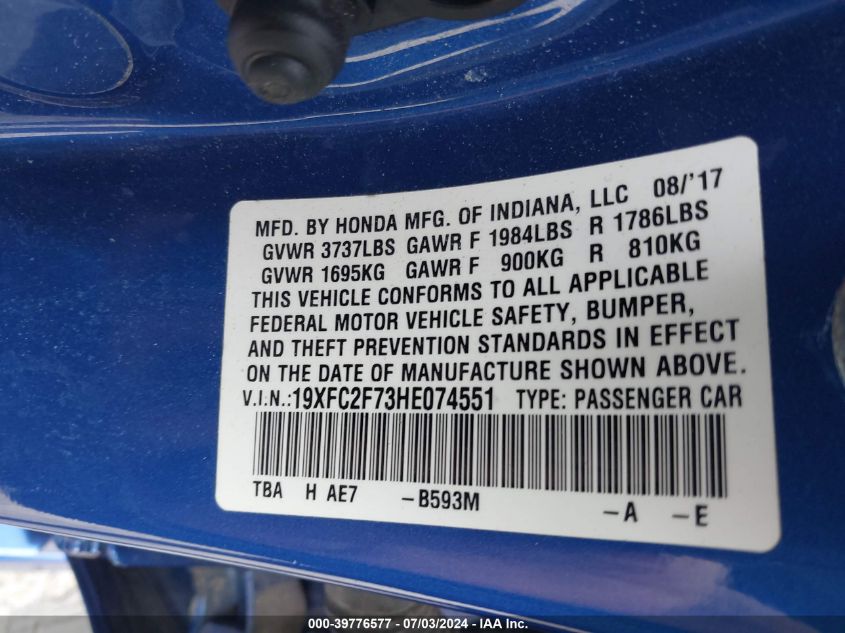 MFD. BY HONDA MFG. OF INDIANA, LLC 08/'17
GVWR 3737LBS GAWR F 1984LBS R 1786LBS
GVWR 1695KG GAWR F 900KG R 810KG
THIS VEHICLE CONFORMS TO ALL APPLICABLE
FEDERAL MOTOR VEHICLE SAFETY, BUMPER,
AND THEFT PREVENTION STANDARDS IN EFFECT
ON THE DATE OF MANUFACTURE SHOWN ABOVE.
V.I.N.:19XFC2F73HE074551 TYPE: PASSENGER CAR
TBA H AE7 -B593M -A -E
000-39776577 - 07/03/2024 - IAA Inc.